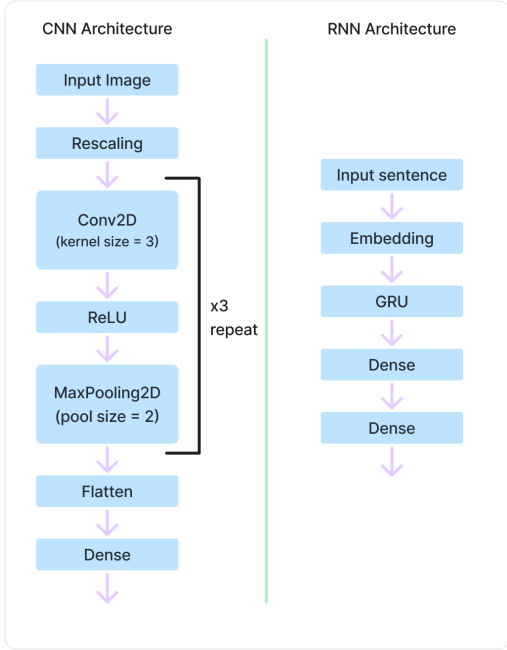 CNN Architecture
Input Image
Rescaling
Conv2D
(kernel size = 3)
ReLU
MaxPooling2D
(pool size = 2)
x3
repeat
Flatten
Dense
RNN Architecture
Input sentence
Embedding
GRU
Dense
Dense